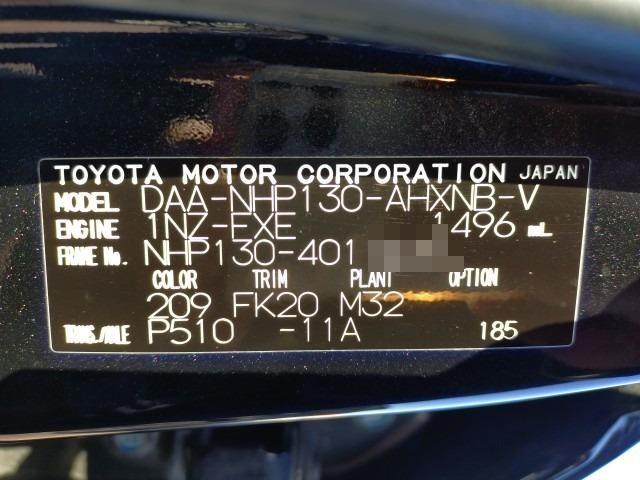 TOYOTA MOTOR CORPORATION JAPAN
MODEL DAA-NHP130-AHXNB-V
ENGINE 1NZ-EXE 1496 mL
FRAME No. NHP130-401
COLOR TRIM PLANT OPTION
209 FK20 M32
TRANS./AXLE P510 -11A 185